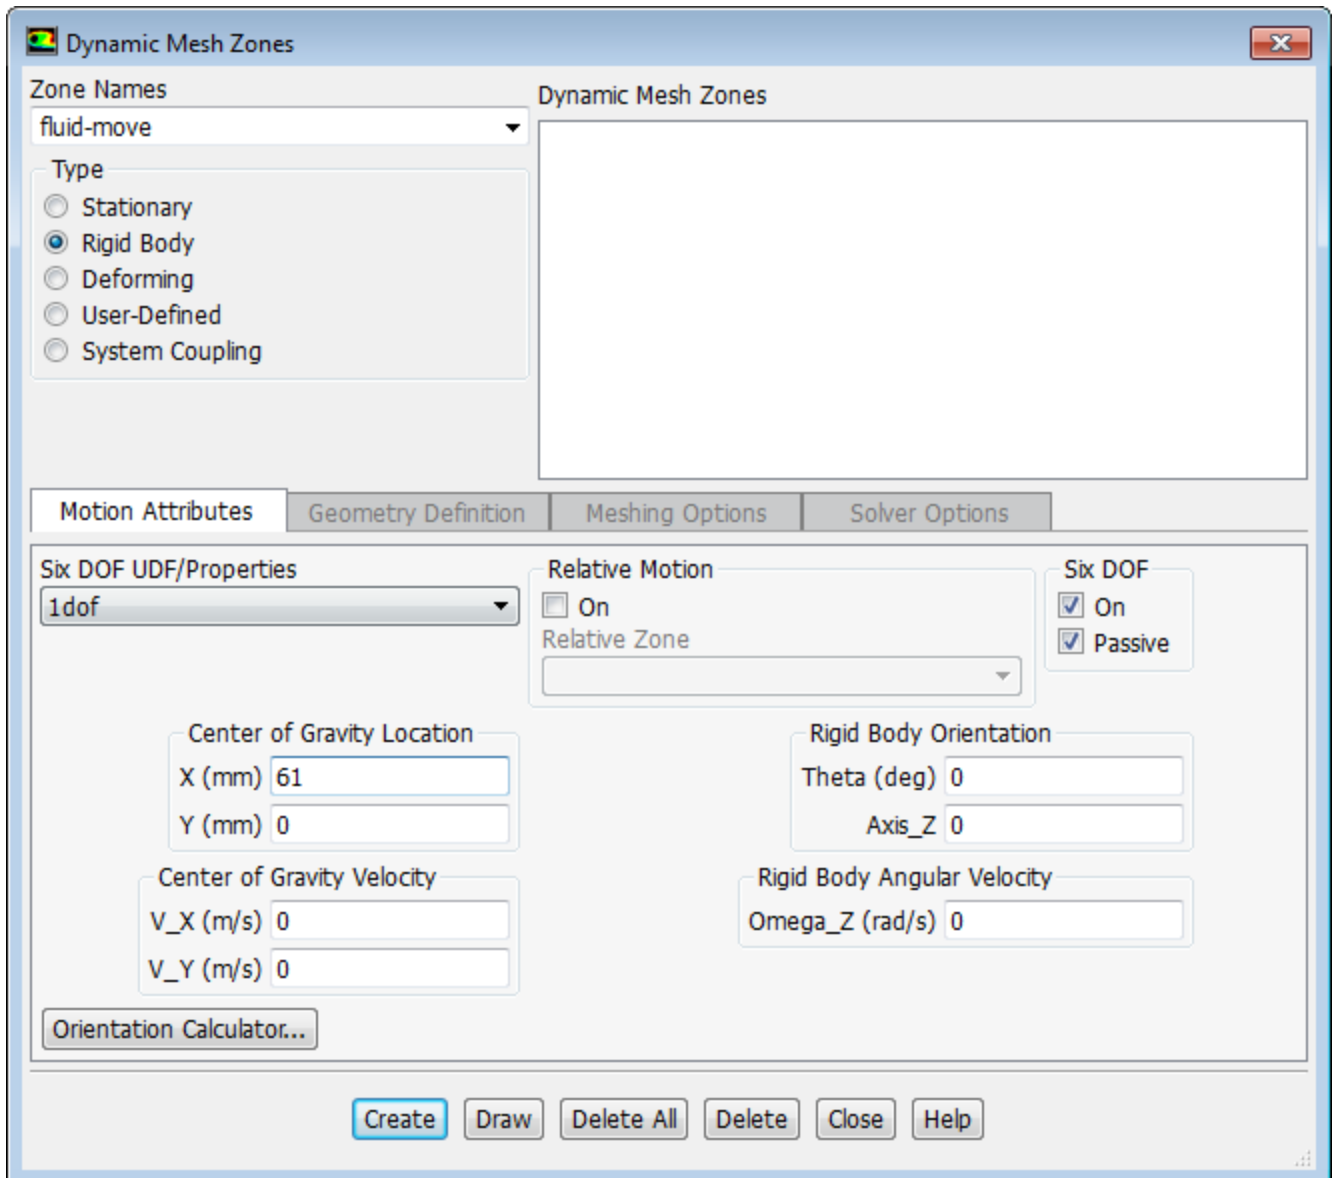 Dynamic Mesh Zones
Zone Names
fluid-move
Type
Stationary
Rigid Body
Deforming
User-Defined
System Coupling
Dynamic Mesh Zones
Motion Attributes
Geometry Definition
Meshing Options
Solver Options
Six DOF UDF/Properties
1dof
Relative Motion
On
Relative Zone
Six DOF
On
Passive
Center of Gravity Location
X (mm) 61
Y (mm) 0
Rigid Body Orientation
Theta (deg) 0
Axis_Z 0
Center of Gravity Velocity
V_X (m/s) 0
V_Y (m/s) 0
Rigid Body Angular Velocity
Omega_Z (rad/s) 0
Orientation Calculator...
Create Draw Delete All Delete Close Help